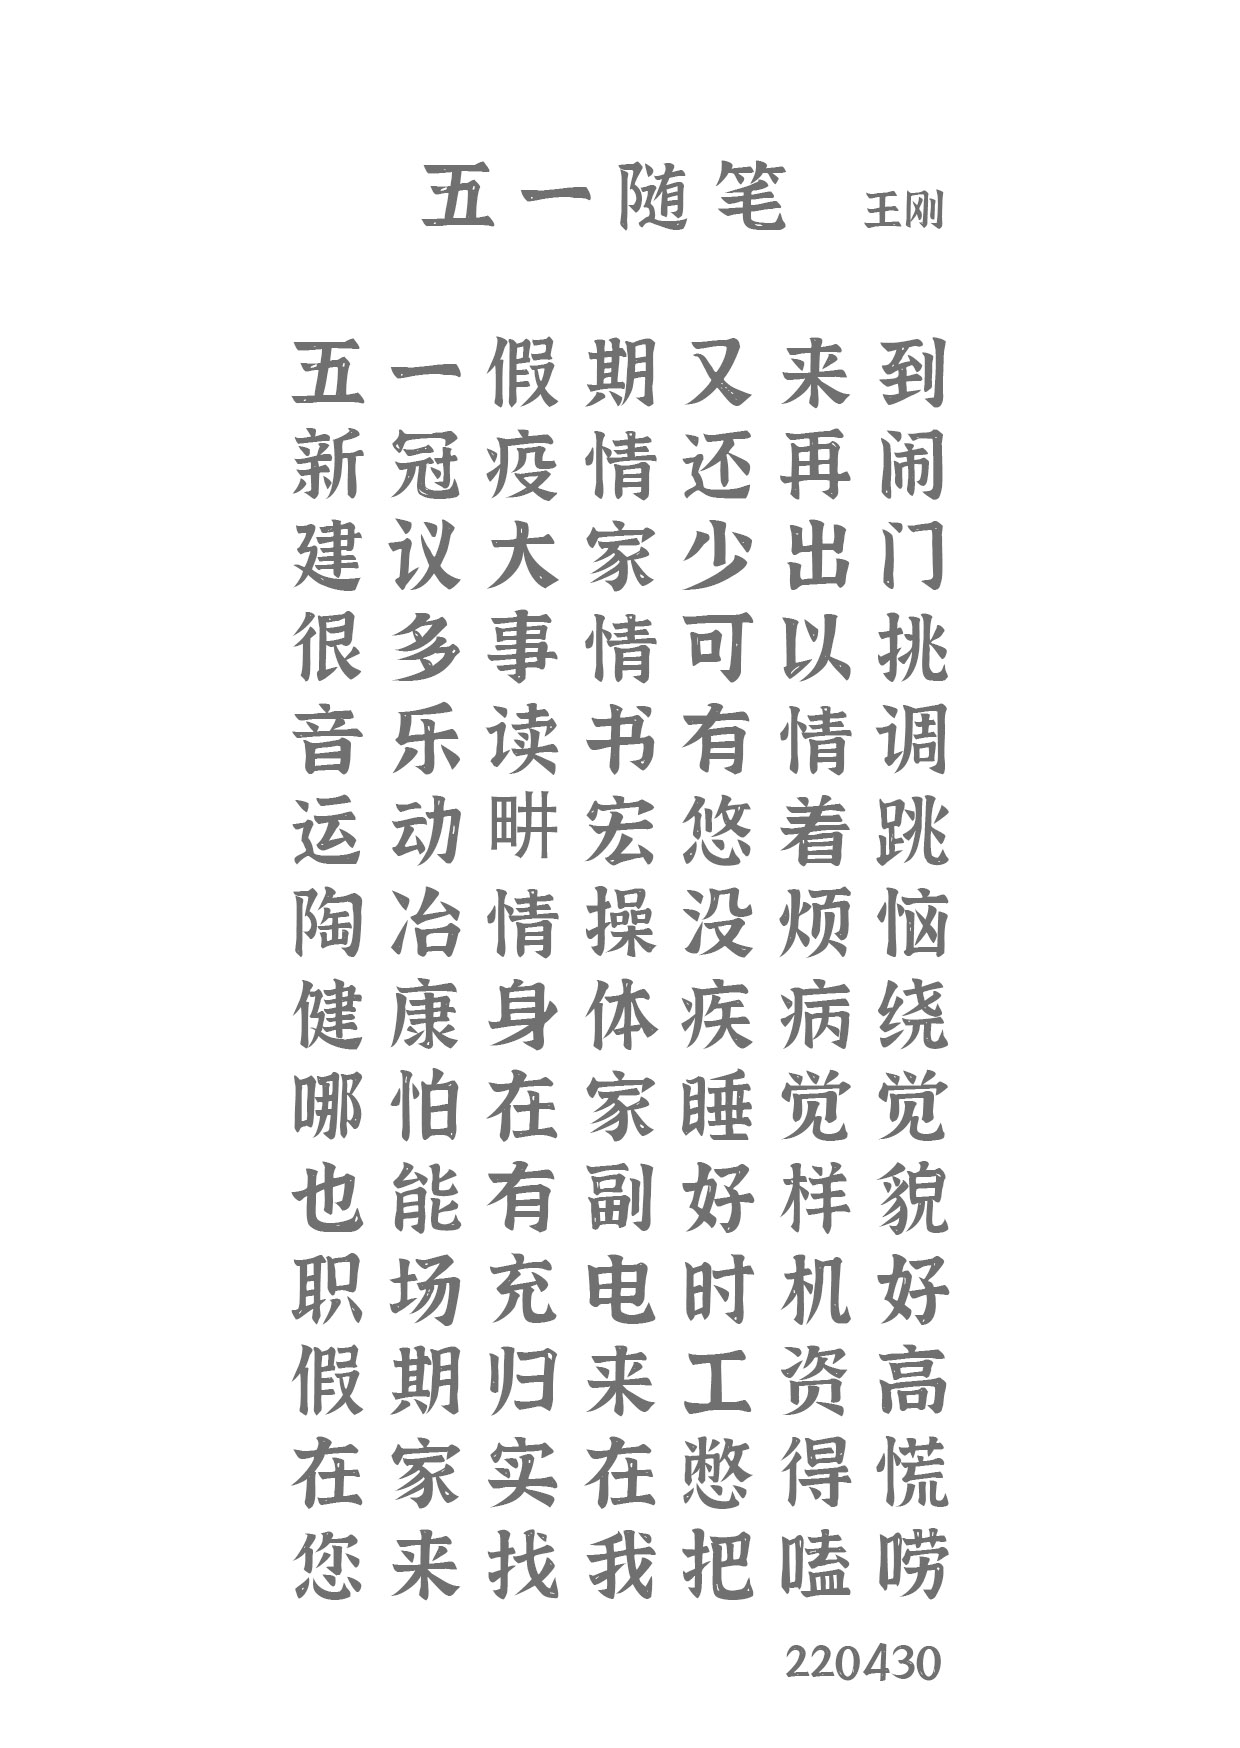 五一随笔 王刚
五一假期又来到
新冠疫情还再闹
建议大家少出门
很多事情可以挑
音乐读书有情调
运动畊宏悠着跳
陶冶情操没烦恼
健康身体疾病绕
哪怕在家睡觉觉
也能有副好样貌
职场充电时机好
假期归来工资高
在家实在憋得慌
您来找我把嗑唠
220430